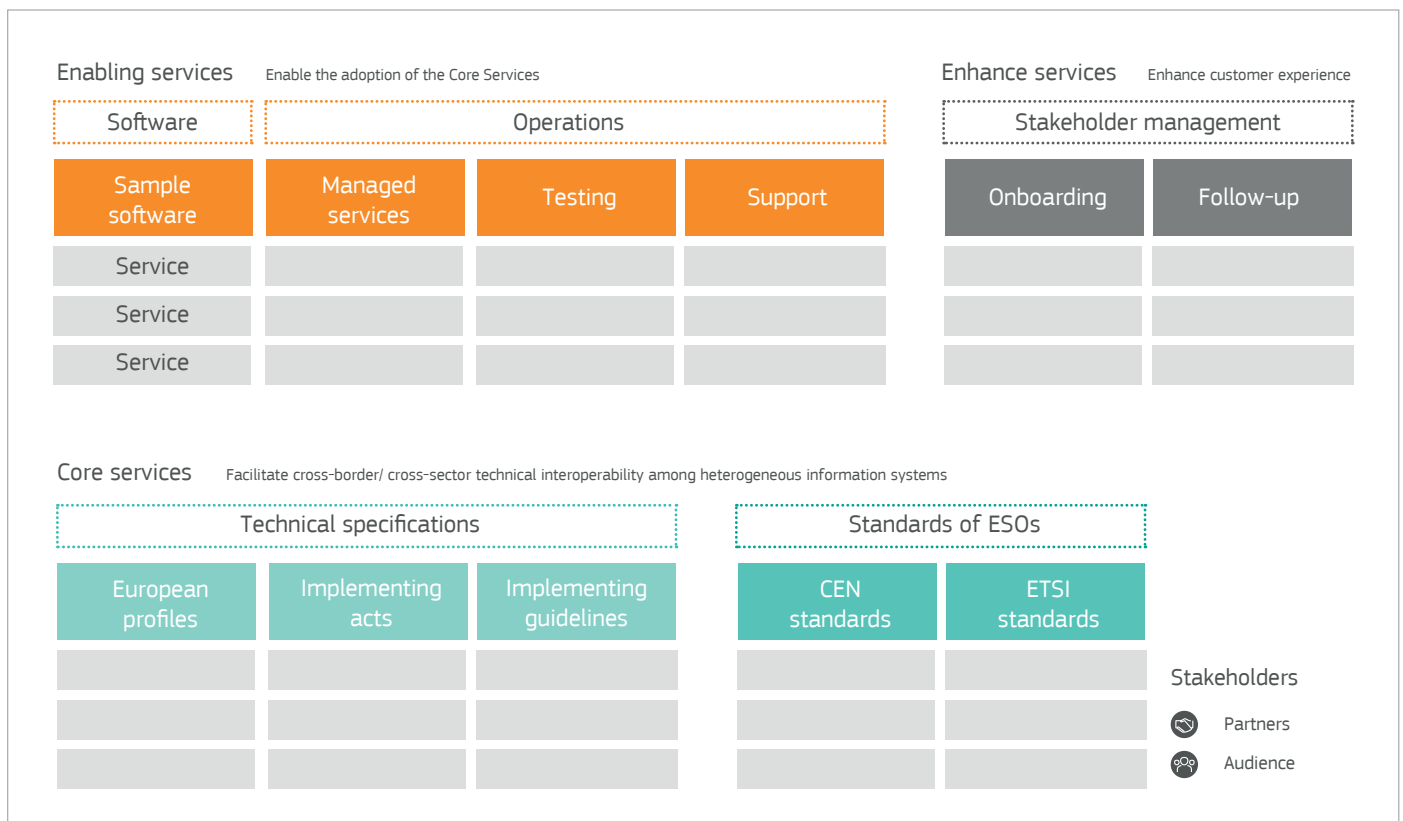 Enabling services Enable the adoption of the Core Services
Software
Operations
Sample
software
Managed
services
Testing
Support
Service
Service
Service
Enhance services Enhance customer experience
Stakeholder management
Onboarding
Follow-up
Core services Facilitate cross-border/ cross-sector technical interoperability among heterogeneous information systems
Technical specifications
European
profiles
Implementing
acts
Implementing
guidelines
Standards of ESOs
CEN
standards
ETSI
standards
Stakeholders
Partners
Audience